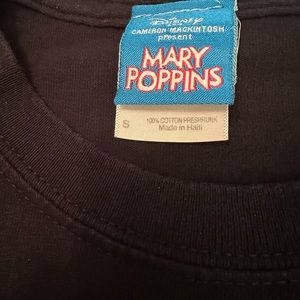 Disney
CAMERON MACKINTOSH
present
MARY
POPPINS
S
100% COTTON PRESHRUNK
Made in Haiti